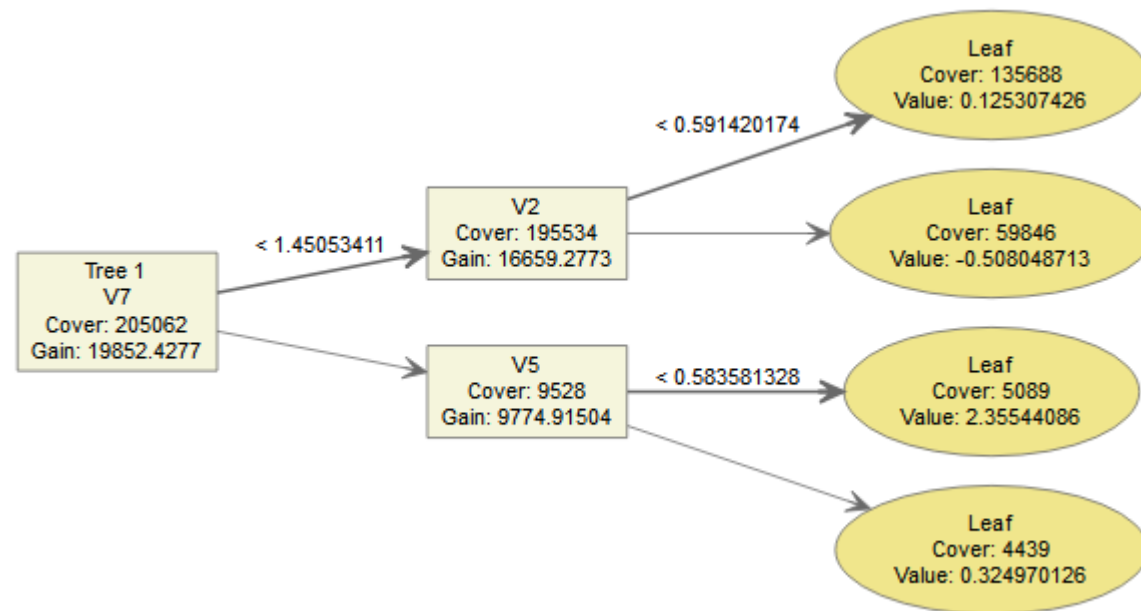 Tree 1
V7
Cover: 205062
Gain: 19852.4277
< 1.45053411
V2
Cover: 195534
Gain: 16659.2773
V5
Cover: 9528
Gain: 9774.91504
< 0.591420174
< 0.583581328
Leaf
Cover: 135688
Value: 0.125307426
Leaf
Cover: 59846
Value: -0.508048713
Leaf
Cover: 5089
Value: 2.35544086
Leaf
Cover: 4439
Value: 0.324970126